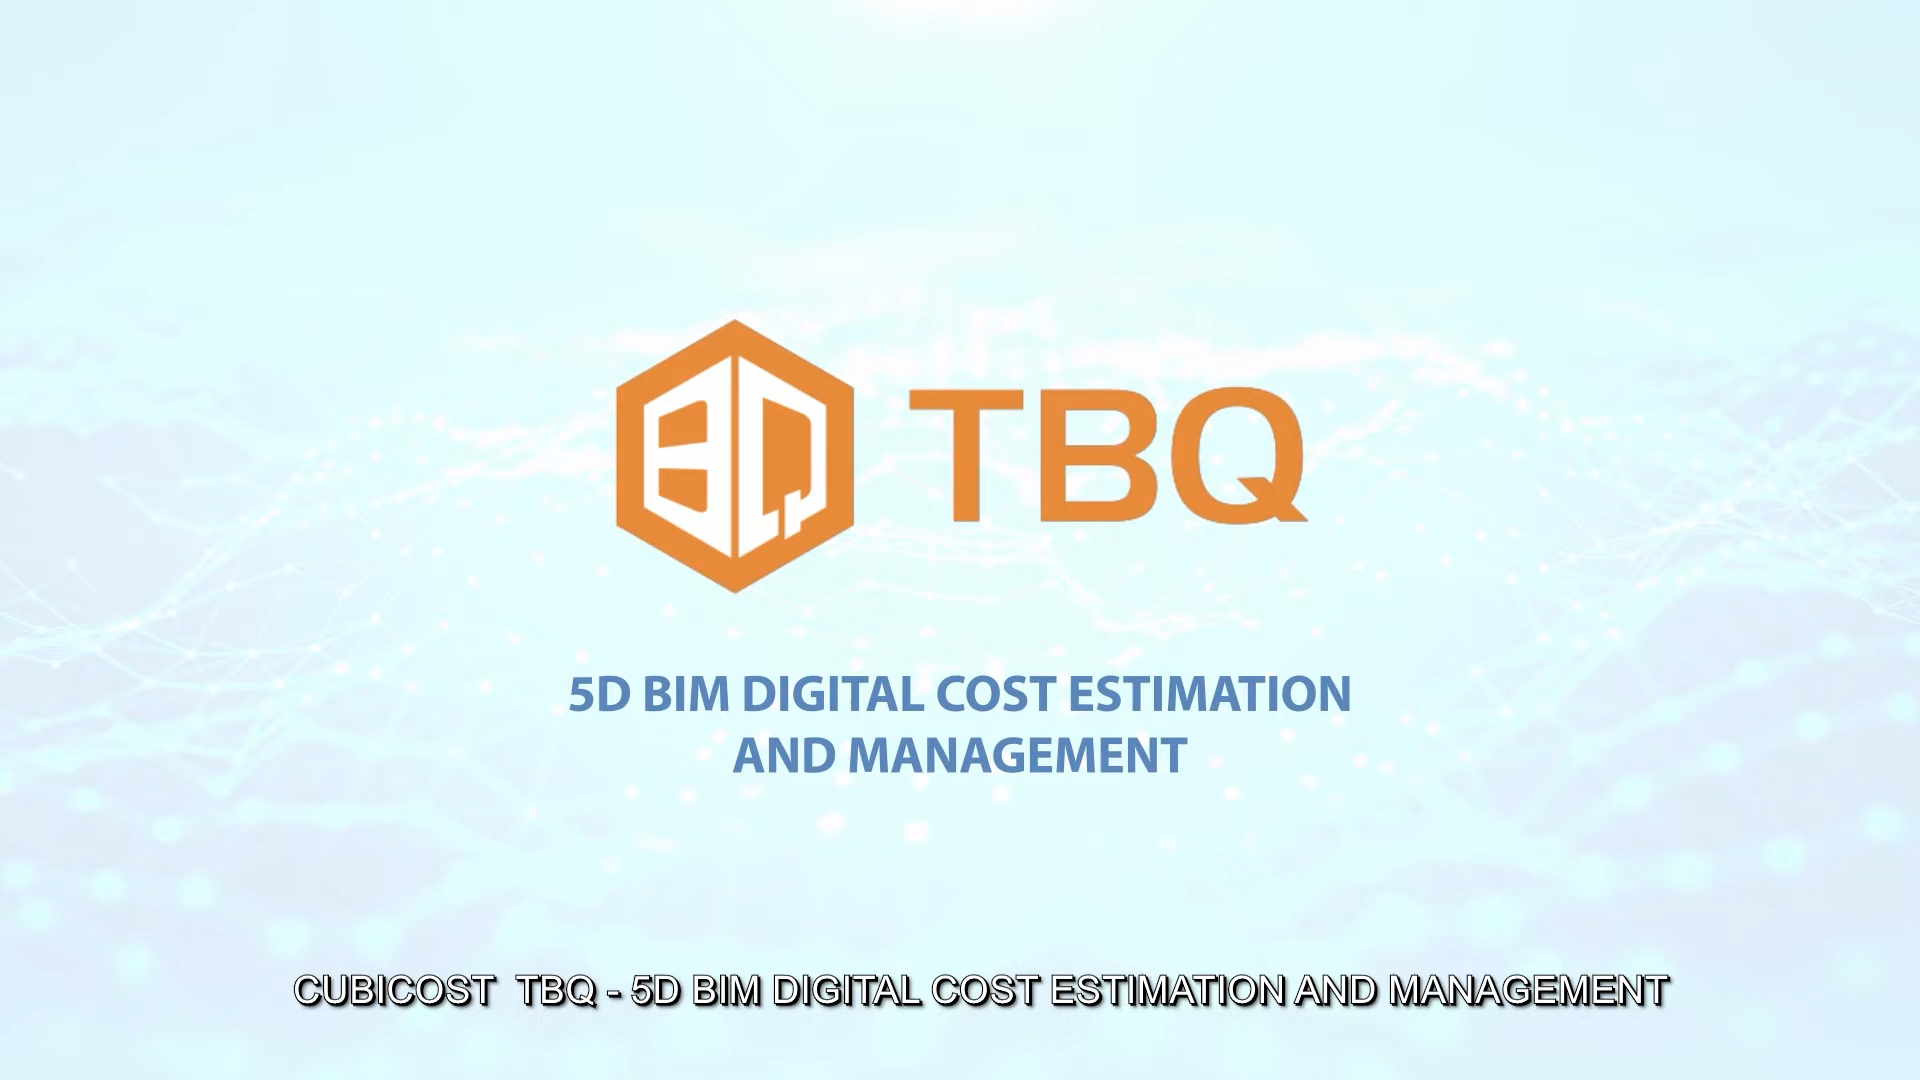 BQ TBQ
5D BIM DIGITAL COST ESTIMATION
AND MANAGEMENT
CUBICOST TBQ - 5D BIM DIGITAL COST ESTIMATION AND MANAGEMENT